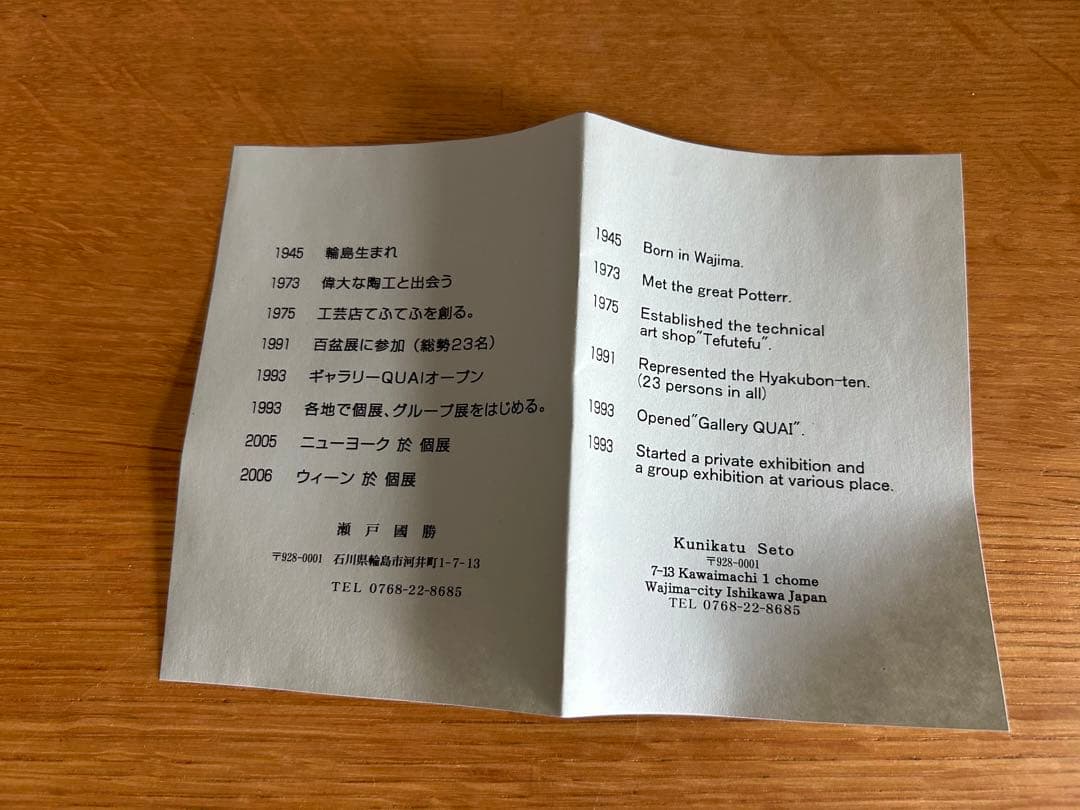 1945 輪島生まれ
1973 偉大な陶工と出会う
1975 工芸店てふてふを創る。
1991 百盆展に参加（総勢23名）
1993 ギャラリーQUAIオープン
1993 各地で個展、グループ展をはじめる。
2005 ニューヨーク 於 個展
2006 ウィーン 於 個展
瀬戸國勝
〒928-0001 石川県輪島市河井町1-7-13
TEL 0768-22-8685
1945 Born in Wajima.
1973 Met the great Potterr.
1975 Established the technical
art shop"Tefutefu".
1991 Represented the Hyakubon-ten.
(23 persons in all)
1993 Opened"Gallery QUAI".
1993 Started a private exhibition and
a group exhibition at various place.
Kunikatu Seto
〒928-0001
7-13 Kawaimachi 1 chome
Wajima-city Ishikawa Japan
TEL 0768-22-8685